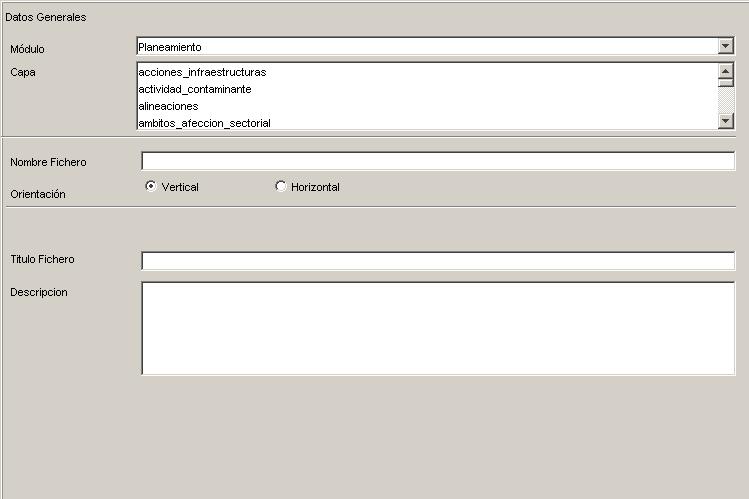 Datos Generales
Módulo
Planeamiento
Capa
acciones_infraestructuras
actividad_contaminante
alineaciones
ambitos_afeccion_sectorial
Nombre Fichero
Orientación
Vertical
Horizontal
Titulo Fichero
Descripcion